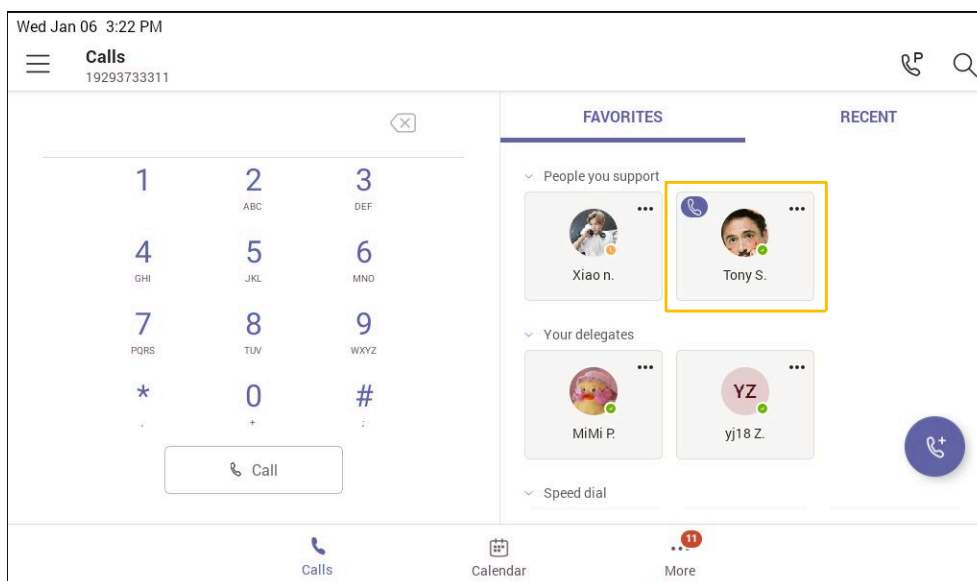 Wed Jan 06 3:22 PM
Calls
19293733311
P
FAVORITES
RECENT
1
2
3
ABC
DEF
4
5
6
GHI
JKL
MNO
7
8
9
PQRS
TUV
WXYZ
*
0
#
,
+
;
Call
People you support
Xiao n.
Tony S.
Your delegates
MiMi P.
YZ
yj18 Z.
Speed dial
Calls
Calendar
11
More